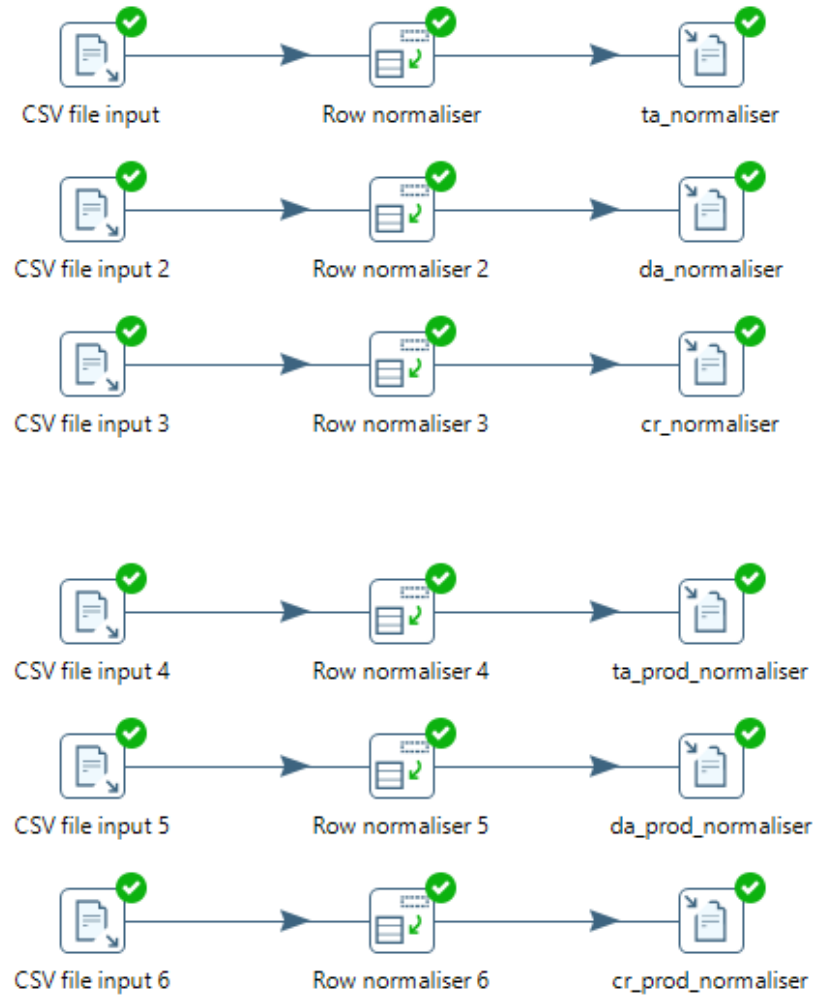 CSV file input
Row normaliser
ta_normaliser
CSV file input 2
Row normaliser 2
da_normaliser
CSV file input 3
Row normaliser 3
cr_normaliser
CSV file input 4
Row normaliser 4
ta_prod_normaliser
CSV file input 5
Row normaliser 5
da_prod_normaliser
CSV file input 6
Row normaliser 6
cr_prod_normaliser